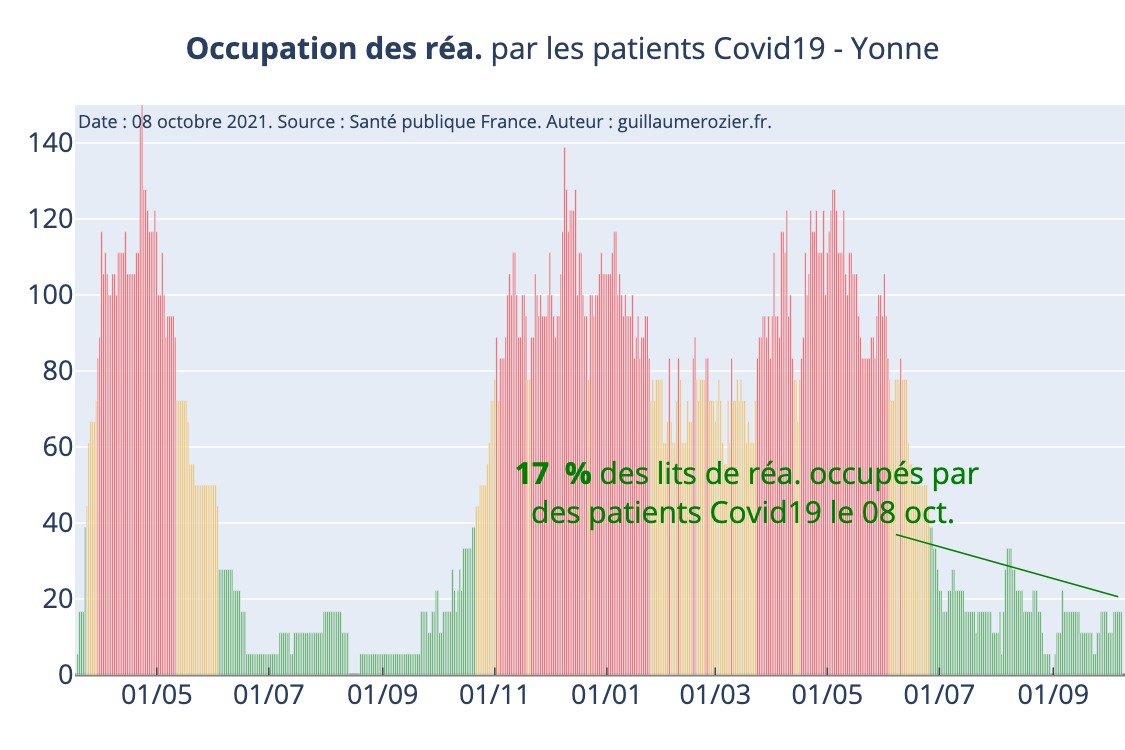 Occupation des réa. par les patients Covid19 - Yonne
Date : 08 octobre 2021. Source : Santé publique France. Auteur : guillaumerozier.fr.
140
120
100
80
60
17 % des lits de réa. occupés par
des patients Covid19 le 08 oct.
40
20
0
01/05 01/07 01/09 01/11 01/01 01/03 01/05 01/07 01/09